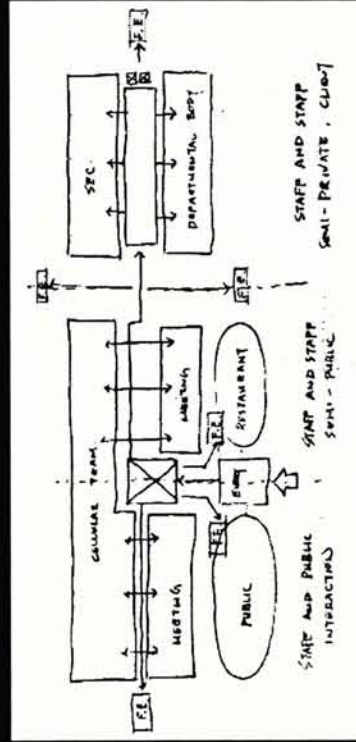 CELLULAR TEAM
SEC.
F.E.
F.E.
F.E.
F.E.
MEETING
MEETING
DEPARTMENTAL BODY
F.E.
F.E.
PUBLIC
ENTRY
RESTAURANT
STAFF AND PUBLIC
INTERACTION
STAFF AND STAFF
SEMI-PUBLIC
STAFF AND STAFF
SEMI-PRIVATE, CLIENT